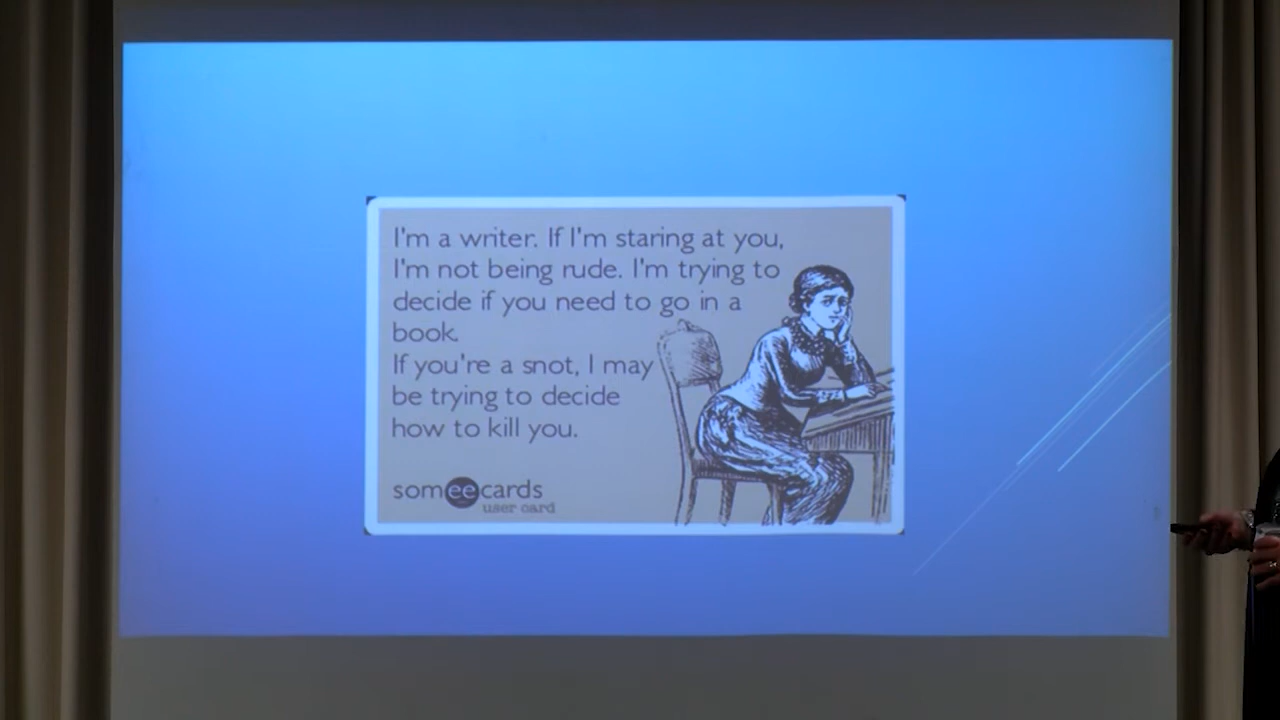 I'm a writer. If I'm staring at you,
I'm not being rude. I'm trying to
decide if you need to go in a
book.
If you're a snot, I may
be trying to decide
how to kill you.
someecards
user card